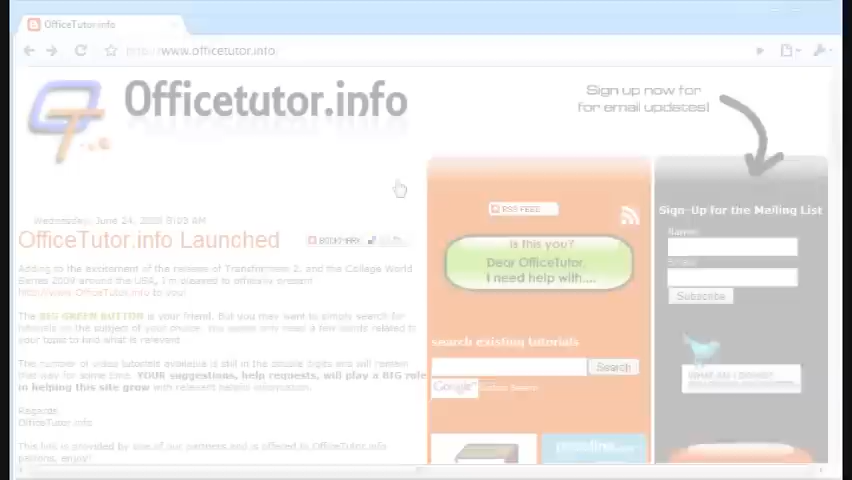 OfficeTutor.info
http://www.officetutor.info
Officetutor.info
Sign up now for
for email updates!
Wednesday, June 24, 2009 9:03 AM
OfficeTutor.info Launched
BOOKMARK
Adding to the excitement of the release of Transformers 2, and the College World
Series 2009 around the USA, I'm pleased to officially present
http://www.OfficeTutor.info to you!
The BIG GREEN BUTTON is your friend. But you may want to simply search for
tutorials on the subject of your choice. You would only need a few words related to
your topic to find what is relevant.
The number of video tutorials available is still in the double digits and will remain
that way for some time. YOUR suggestions, help requests, will play a BIG role
in helping this site grow with relevant helpful information.
Regards,
OfficeTutor.info
This link is provided by one of our partners and is offered to OfficeTutor.info
patrons, enjoy!!
RSS FEED
Is this you?
Dear OfficeTutor.
I need help with....
search existing tutorials
Search
Google
Custom Search
Sign-Up for the Mailing List
Name:
Email:
Subscribe
WHAT AM I DOING?